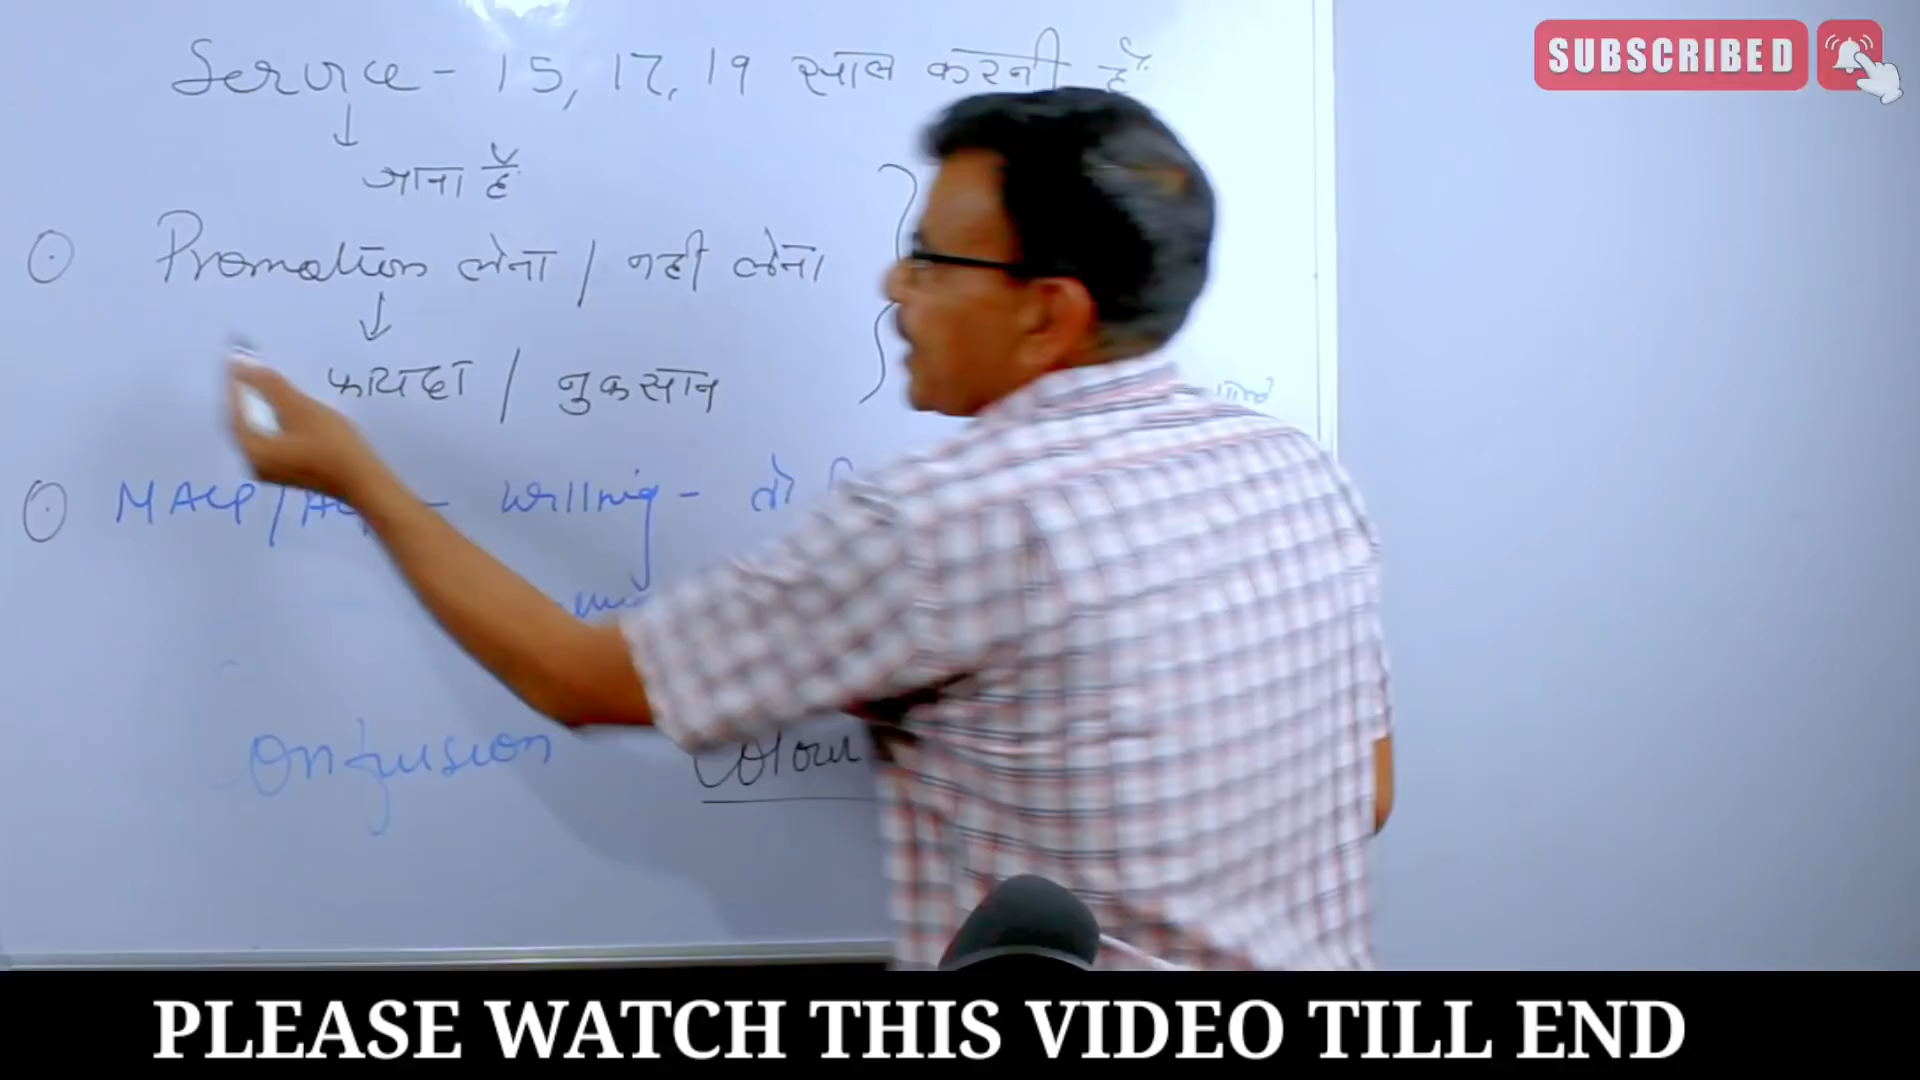 SUBSCRIBED
Service - 15, 17, 19 साल करनी है
जाना है
Promotion लेना / नही लेना
फायदा / नुकसान
MACP / - willing - तो
Confusion Colour
PLEASE WATCH THIS VIDEO TILL END